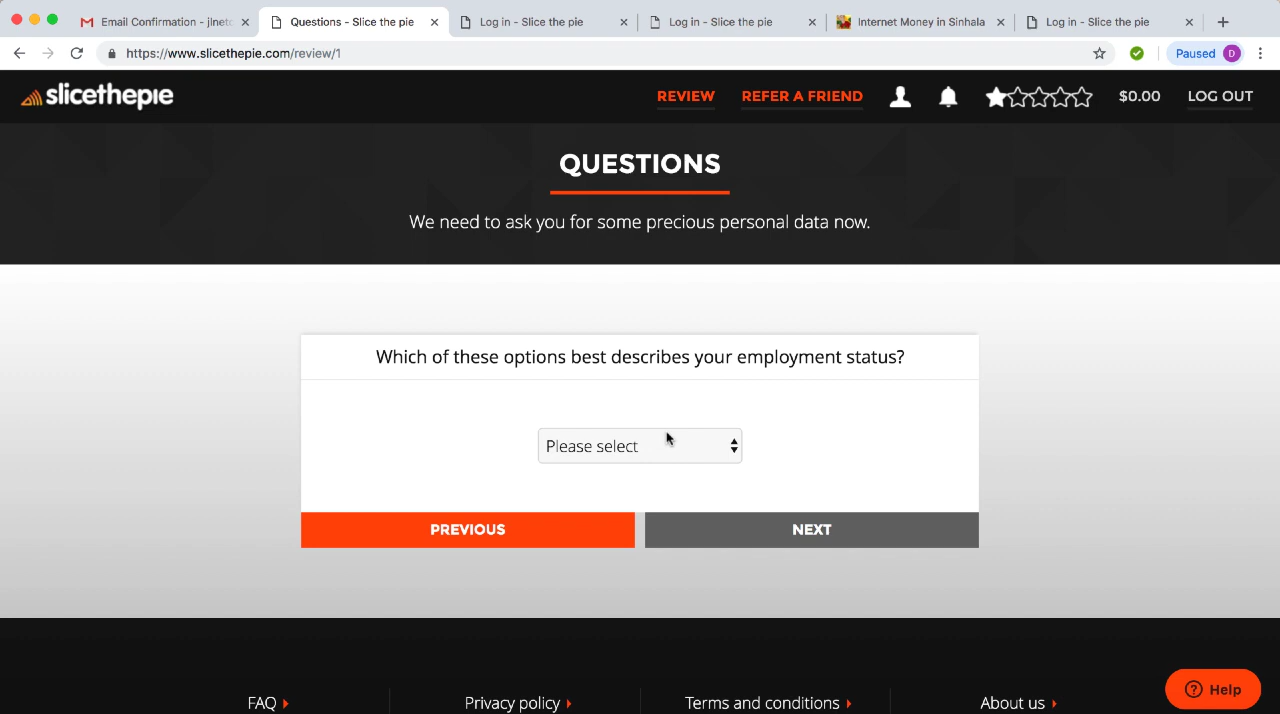 Email Confirmation - jlnetc
Questions - Slice the pie
Log in - Slice the pie
Log in - Slice the pie
Internet Money in Sinhala
Log in - Slice the pie
https://www.slicethepie.com/review/1
Paused
D
slicethepie
REVIEW
REFER A FRIEND
$0.00
LOG OUT
QUESTIONS
We need to ask you for some precious personal data now.
Which of these options best describes your employment status?
Please select
PREVIOUS
NEXT
FAQ
Privacy policy
Terms and conditions
About us
Help